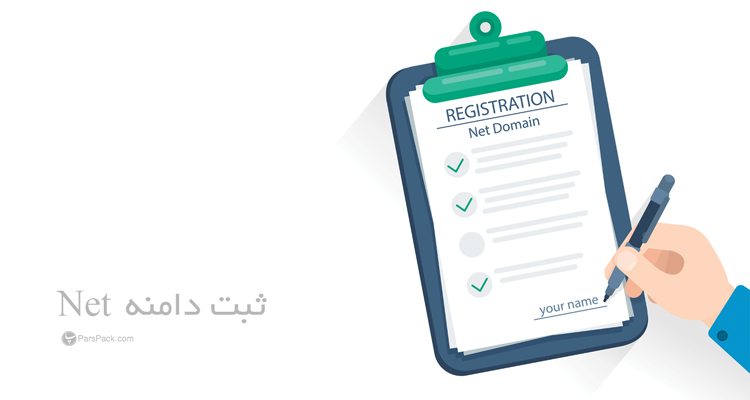 REGISTRATION
Net Domain
your name
ثبت دامنه Net
ParsPack.com